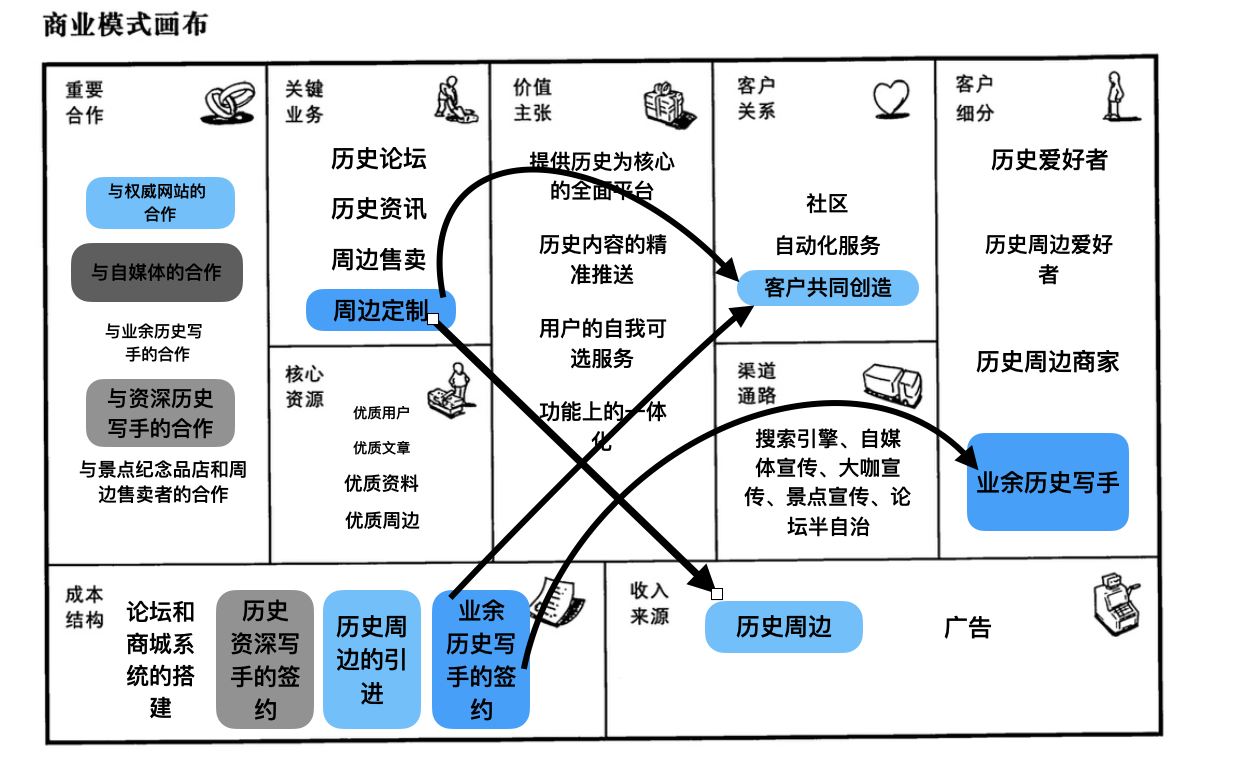 商业模式画布
重要
合作
与权威网站的
合作
与自媒体的合作
与业余历史写
手的合作
与资深历史
写手的合作
与景点纪念品店和周
边售卖者的合作
关键
业务
历史论坛
历史资讯
周边售卖
周边定制
核心
资源
优质用户
优质文章
优质资料
优质周边
价值
主张
提供历史为核心
的全面平台
历史内容的精
准推送
用户的自我可
选服务
功能上的一体
化
客户
关系
社区
自动化服务
客户共同创造
渠道
通路
搜索引擎、自媒
体宣传、大咖宣
传、景点宣传、论
坛半自治
客户
细分
历史爱好者
历史周边爱好
者
历史周边商家
业余历史写手
成本
结构
论坛和
商城系
统的搭
建
历史
资深写
手的签
约
历史周
边的引
进
业余
历史写
手的签
约
收入
来源
历史周边
广告